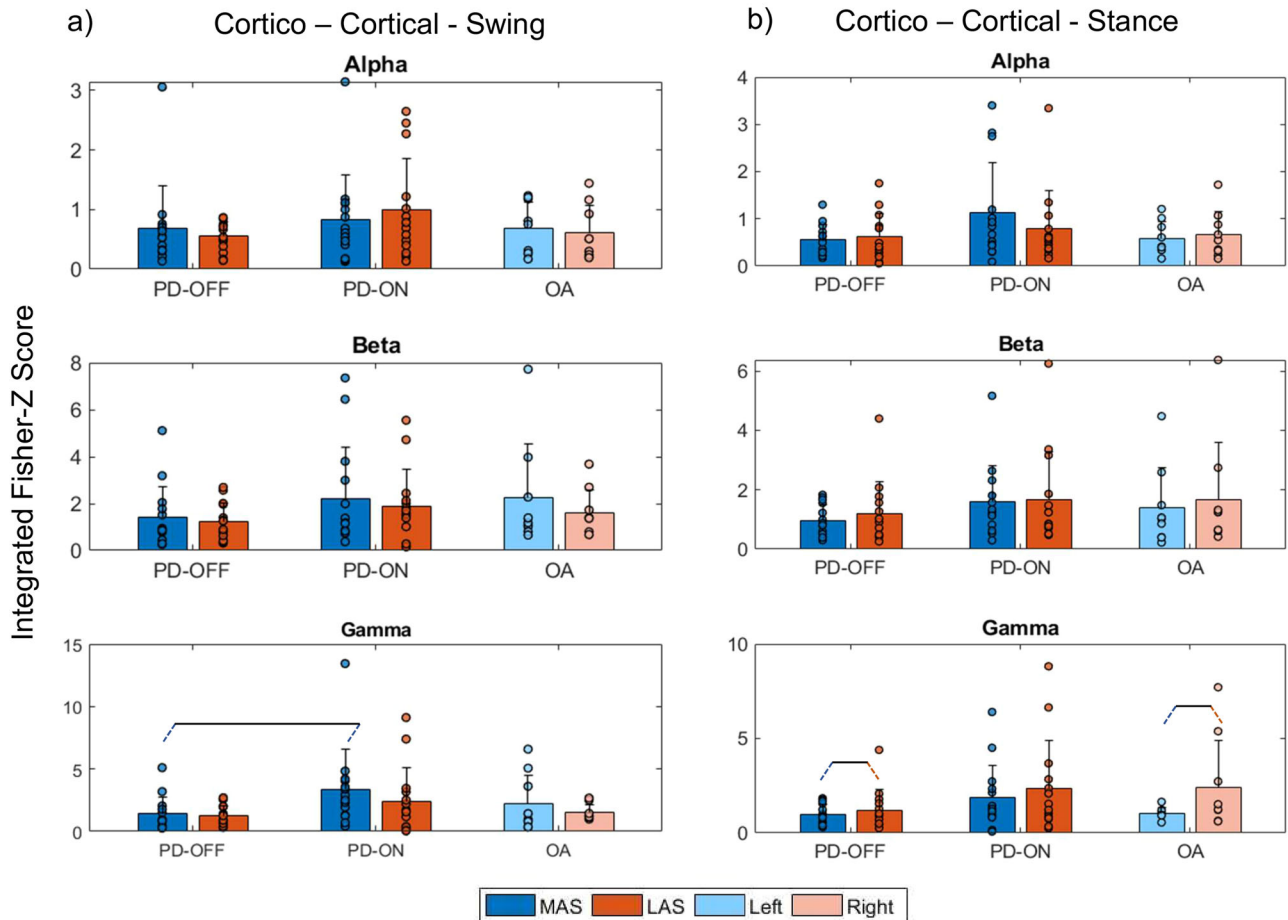 a) Cortico – Cortical - Swing
b) Cortico – Cortical - Stance
Integrated Fisher-Z Score
Alpha
3
2
1
0
PD-OFF PD-ON OA
Beta
8
6
4
2
0
PD-OFF PD-ON OA
Gamma
15
10
5
0
PD-OFF PD-ON OA
Alpha
4
3
2
1
0
PD-OFF PD-ON OA
Beta
6
4
2
0
PD-OFF PD-ON OA
Gamma
10
5
0
PD-OFF PD-ON OA
MAS LAS Left Right